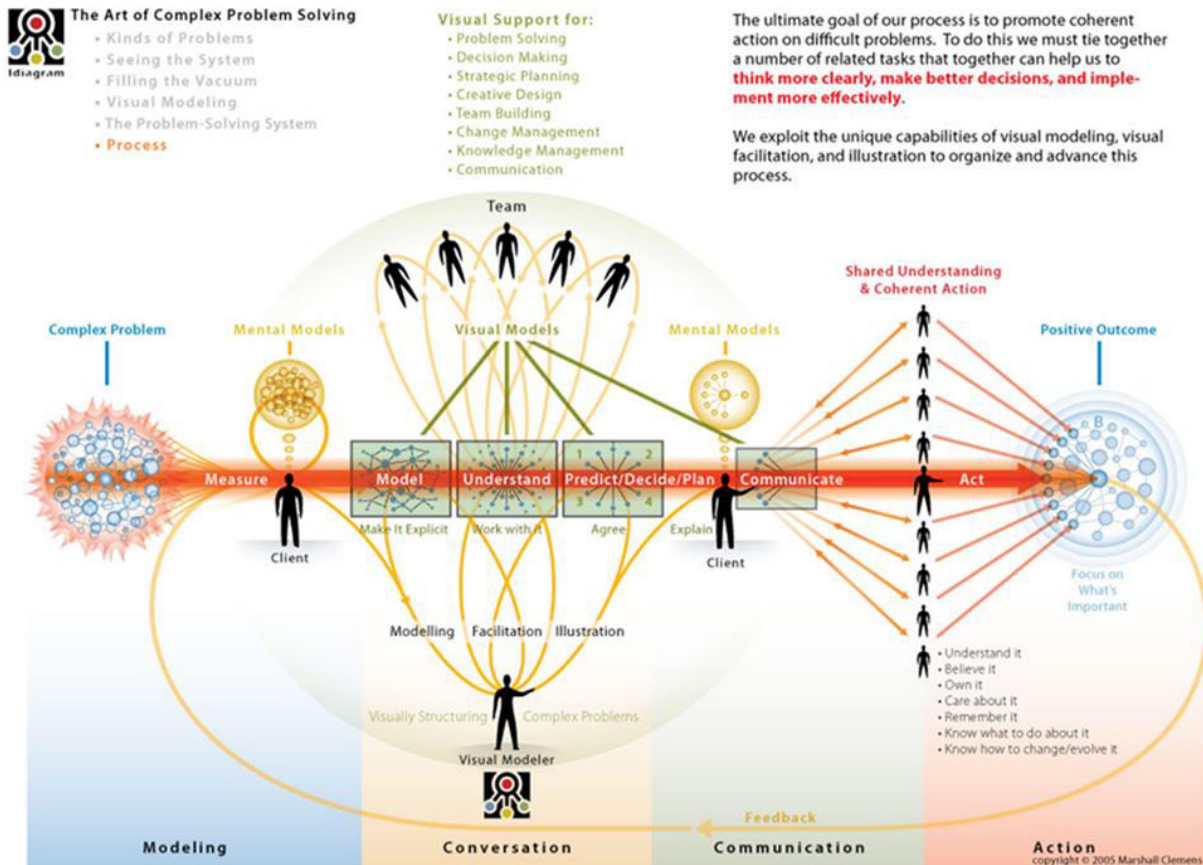 The Art of Complex Problem Solving
• Kinds of Problems
• Seeing the System
• Filling the Vacuum
• Visual Modeling
• The Problem-Solving System
• Process
Idiagram
Visual Support for:
• Problem Solving
• Decision Making
• Strategic Planning
• Creative Design
• Team Building
• Change Management
• Knowledge Management
• Communication
The ultimate goal of our process is to promote coherent
action on difficult problems. To do this we must tie together
a number of related tasks that together can help us to
think more clearly, make better decisions, and imple-
ment more effectively.
We exploit the unique capabilities of visual modeling, visual
facilitation, and illustration to organize and advance this
process.
Team
Shared Understanding
& Coherent Action
Complex Problem
Mental Models
Visual Models
Mental Models
Positive Outcome
A
B
1 2
3 4
Measure Model Understand Predict/Decide/Plan Communicate Act
Make It Explicit Work with it Agree Explain
Client
Client
Focus on
What's
Important
Modelling Facilitation Illustration
• Understand it
• Believe it
• Own it
• Care about it
• Remember it
• Know what to do about it
• Know how to change/evolve it
Visually Structuring Complex Problems
Visual Modeler
Feedback
Modeling Conversation Communication Action
copyright © 2005 Marshall Clemens